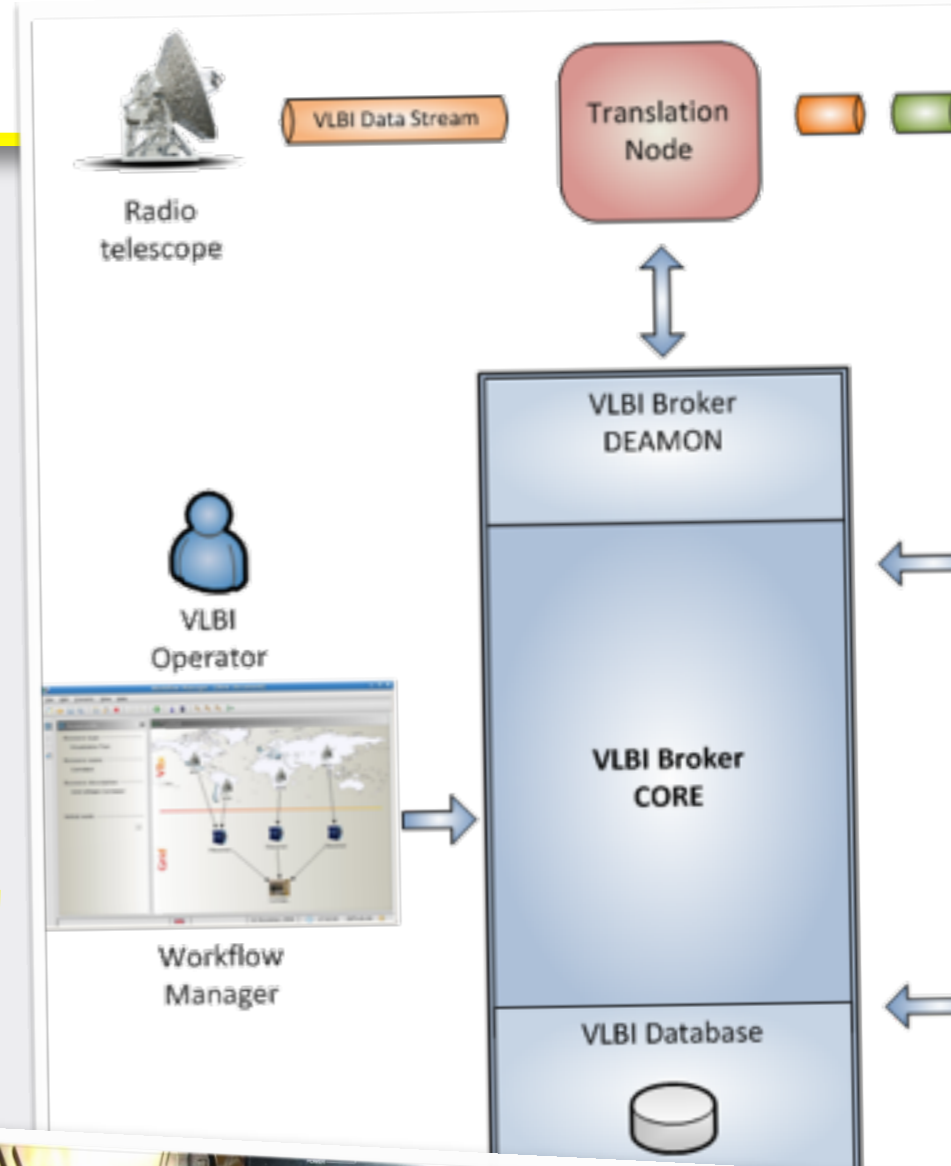 VLBI Data Stream
Translation
Node
Radio
telescope
VLBI Broker
DEAMON
VLBI
Operator
VLBI Broker
CORE
Grid
Workflow
Manager
VLBI Database